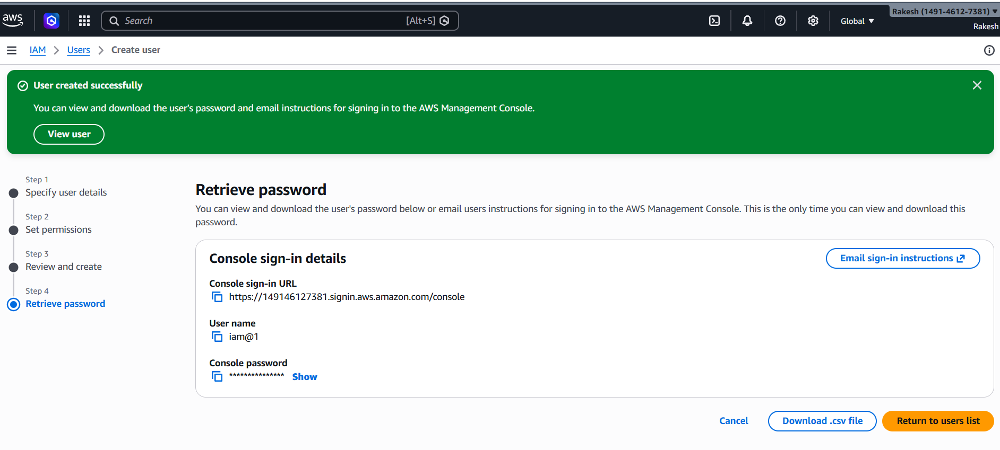 aws
Search
[Alt+S]
Global
Rakesh (1491-4612-7381)
Rakesh
IAM
Users
Create user
User created successfully
You can view and download the user's password and email instructions for signing in to the AWS Management Console.
View user
Step 1
Specify user details
Step 2
Set permissions
Step 3
Review and create
Step 4
Retrieve password
Retrieve password
You can view and download the user's password below or email users instructions for signing in to the AWS Management Console. This is the only time you can view and download this
password.
Console sign-in details
Email sign-in instructions
Console sign-in URL
https://149146127381.signin.aws.amazon.com/console
User name
iam@1
Console password
*************** Show
Cancel
Download .csv file
Return to users list